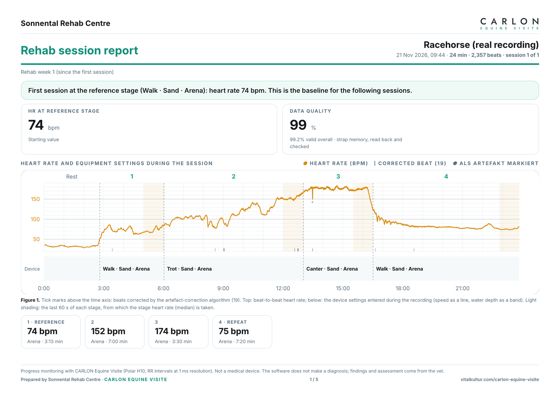 Sonnental Rehab Centre
CARLON
EQUINE VISITE
Rehab session report
Racehorse (real recording)
21 Nov 2026, 09:44 · 24 min · 2,357 beats · session 1 of 1
Rehab week 1 (since the first session)
First session at the reference stage (Walk · Sand · Arena): heart rate 74 bpm. This is the baseline for the following sessions.
HR AT REFERENCE STAGE
74 bpm
Starting value
DATA QUALITY
99 %
99.2% valid overall · strap memory, read back and
checked
HEART RATE AND EQUIPMENT SETTINGS DURING THE SESSION
HEART RATE (BPM) | CORRECTED BEAT (19) ALS ARTEFAKT MARKIERT
Rest 1 2 3 4
150
100
50
Device Walk · Sand · Arena Trot · Sand · Arena Canter · Sand · Arena Walk · Sand · Arena
0:00 3:00 6:00 9:00 12:00 15:00 18:00 21:00
Figure 1. Tick marks above the time axis: beats corrected by the artefact-correction algorithm (19). Top: beat-to-beat heart rate, below: the device settings entered during the recording (speed as a line, water depth as a band). Light
shading: the last 60 s of each stage, from which the stage heart rate (median) is taken.
1 · REFERENCE
74 bpm
Arena · 3:10 min
2
152 bpm
Arena · 7:00 min
3
174 bpm
Arena · 3:30 min
4 · REPEAT
75 bpm
Arena · 7:20 min
Progress monitoring with CARLON Equine Visite (Polar H10; RR intervals at 1 ms resolution). Not a medical device. The software does not make a diagnosis; findings and assessment come from the vet.
Prepared by Sonnental Rehab Centre · CARLON EQUINE VISITE
1 / 5
vitalkultur.com/carlon-equine-visite